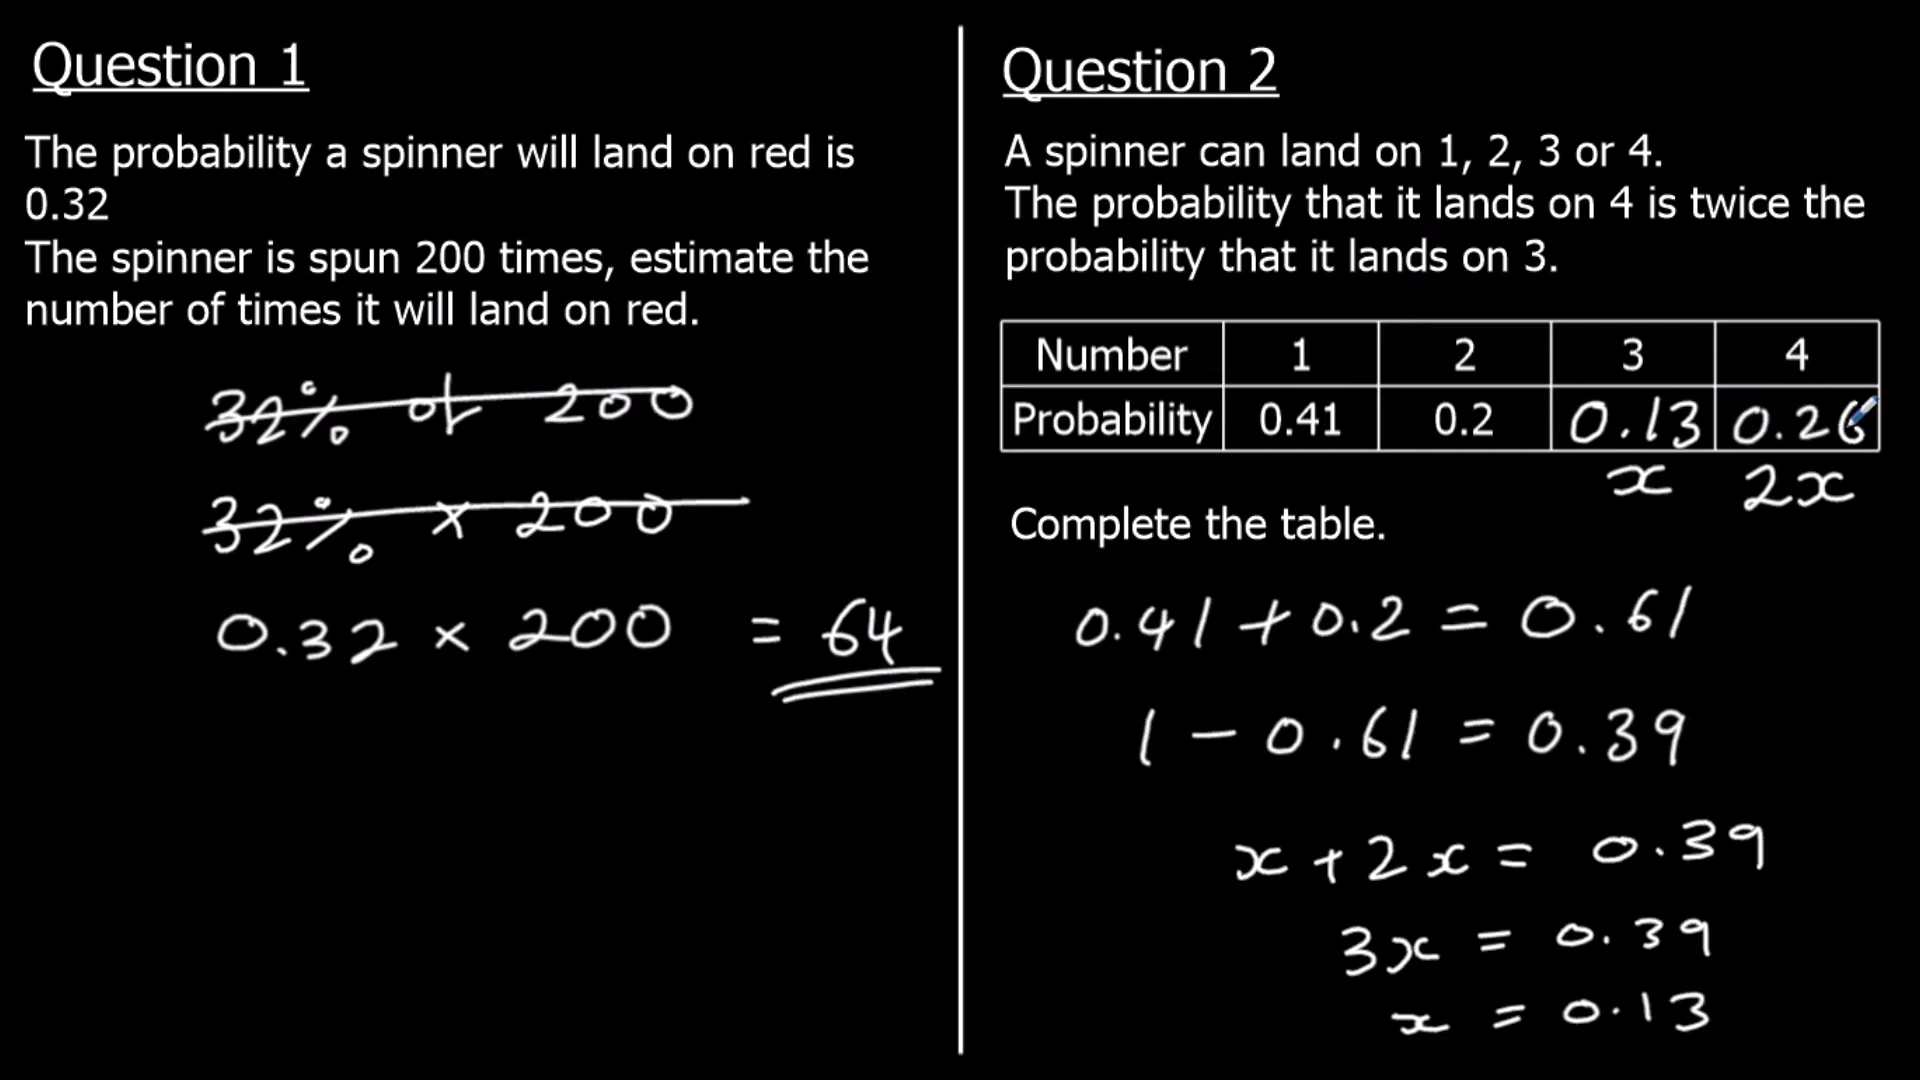 Question 1
The probability a spinner will land on red is
0.32
The spinner is spun 200 times, estimate the
number of times it will land on red.
32% of 200
32% × 200
0.32 × 200 = 64
Question 2
A spinner can land on 1, 2, 3 or 4.
The probability that it lands on 4 is twice the
probability that it lands on 3.
Number 1 2 3 4
Probability 0.41 0.2 0.13 0.26
x 2x
Complete the table.
0.41 + 0.2 = 0.61
1 - 0.61 = 0.39
x + 2x = 0.39
3x = 0.39
x = 0.13